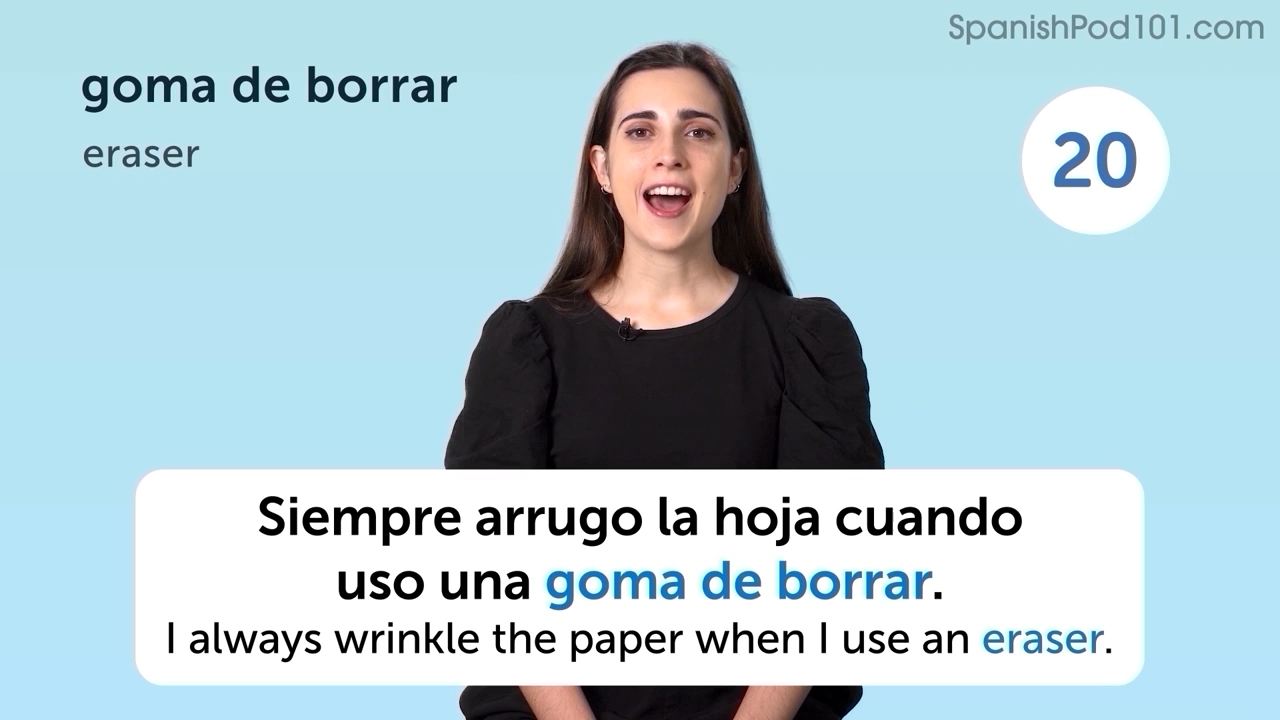 SpanishPod101.com
goma de borrar
eraser
20
Siempre arrugo la hoja cuando
uso una goma de borrar.
I always wrinkle the paper when I use an eraser.